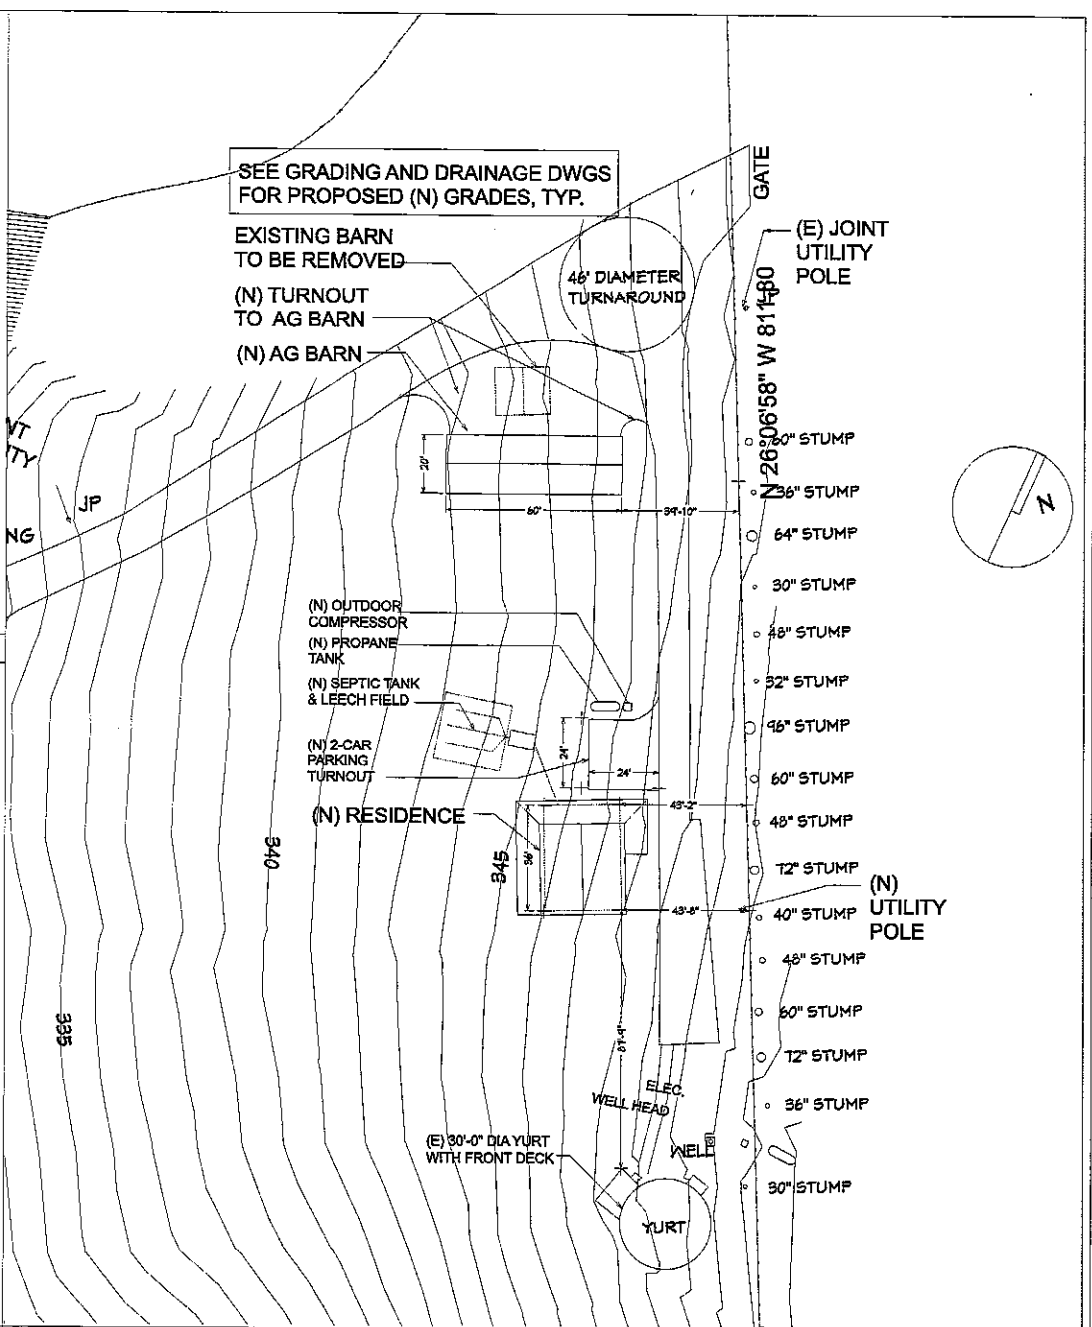 SEE GRADING AND DRAINAGE DWGS
FOR PROPOSED (N) GRADES, TYP.
GATE
EXISTING BARN
TO BE REMOVED
(E) JOINT
UTILITY
POLE
46' DIAMETER
TURNAROUND
(N) TURNOUT
TO AG BARN
(N) AG BARN
N 26°06'58" W 811.80
JP
NG
20'
60'
39'-10"
60" STUMP
36" STUMP
64" STUMP
30" STUMP
48" STUMP
32" STUMP
96" STUMP
60" STUMP
48" STUMP
72" STUMP
40" STUMP
48" STUMP
60" STUMP
72" STUMP
36" STUMP
30" STUMP
N
(N) OUTDOOR
COMPRESSOR
(N) PROPANE
TANK
(N) SEPTIC TANK
& LEECH FIELD
(N) 2-CAR
PARKING
TURNOUT
24'
24'
(N) RESIDENCE
43'-2"
36'
43'-8"
345
340
335
(N)
UTILITY
POLE
81'-9"
ELEC.
WELL HEAD
WELL
(E) 30'-0" DIA YURT
WITH FRONT DECK
YURT